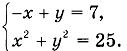 −x + y = 7,
x² + y² = 25.